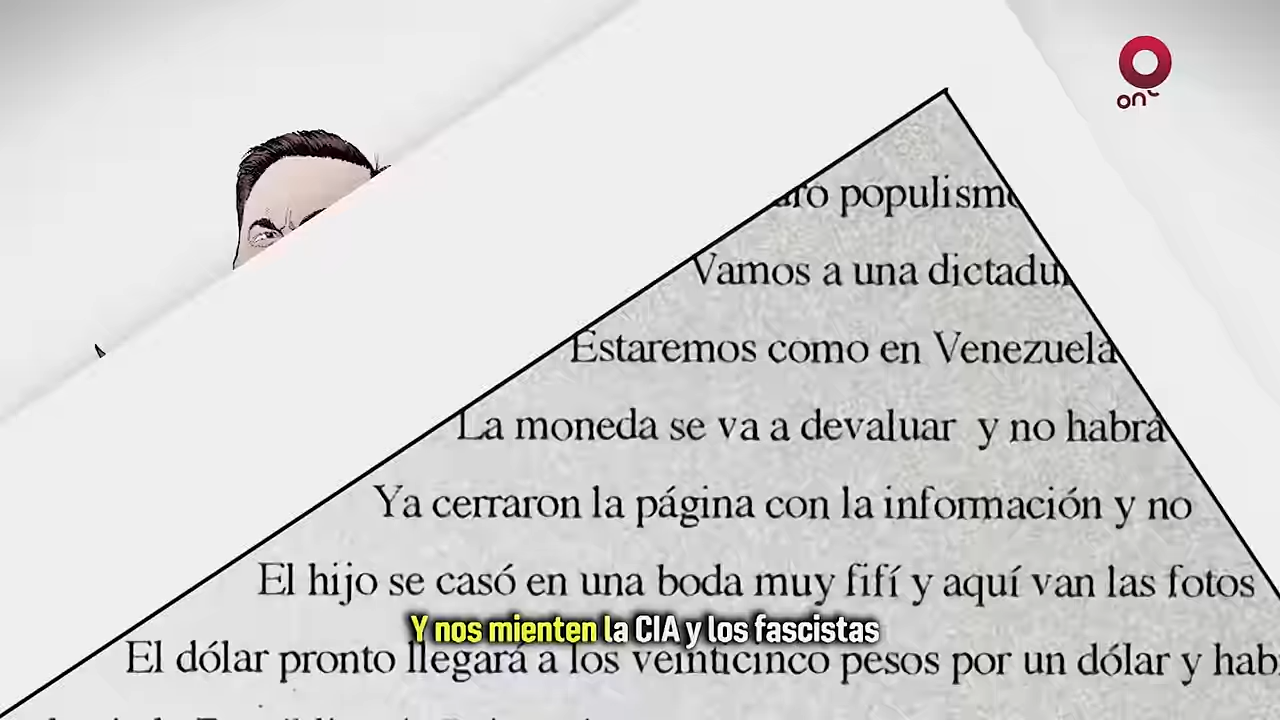 once
populismo
Vamos a una
Estaremos como en Venezuela
La moneda se va a devaluar y no habrá
Ya cerraron la página con la información y no
El hijo se casó en una boda muy fifí y aquí van las fotos
Y nos mienten la CIA y los fascistas
El dólar pronto llegará a los veinticinco pesos por un dólar y